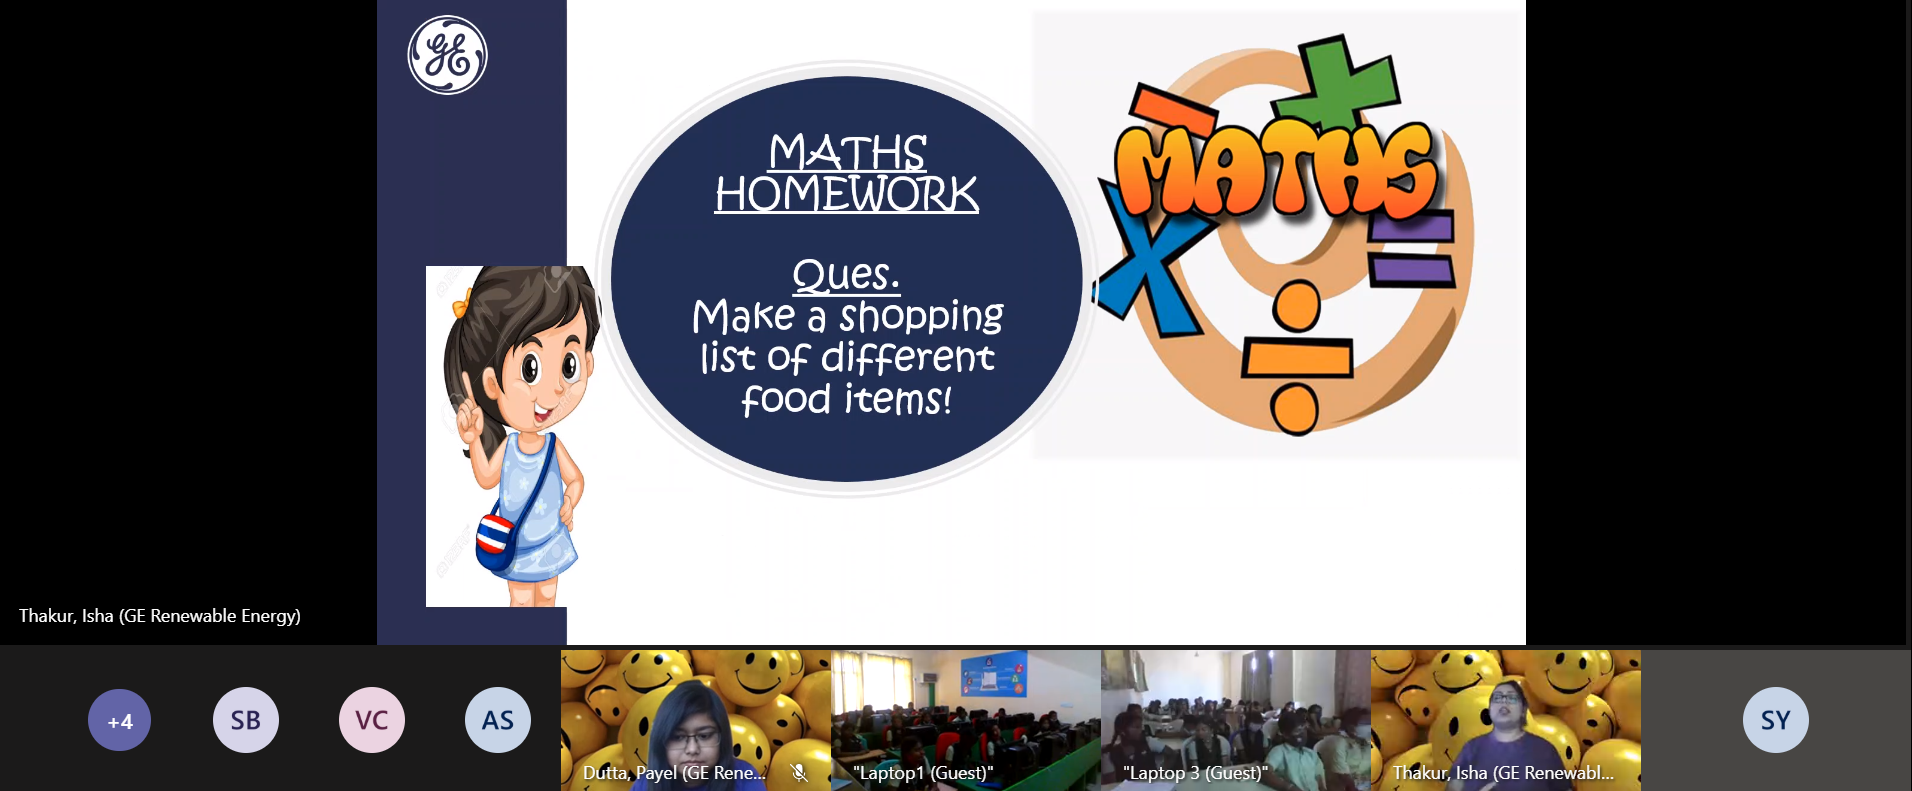 GE
MATHS
HOMEWORK
Ques.
Make a shopping
list of different
food items!
MATHS
Thakur, Isha (GE Renewable Energy)
+4
SB
VC
AS
Dutta, Payel (GE Rene...
"Laptop1 (Guest)"
"Laptop 3 (Guest)"
Thakur, Isha (GE Renewabl...
SY